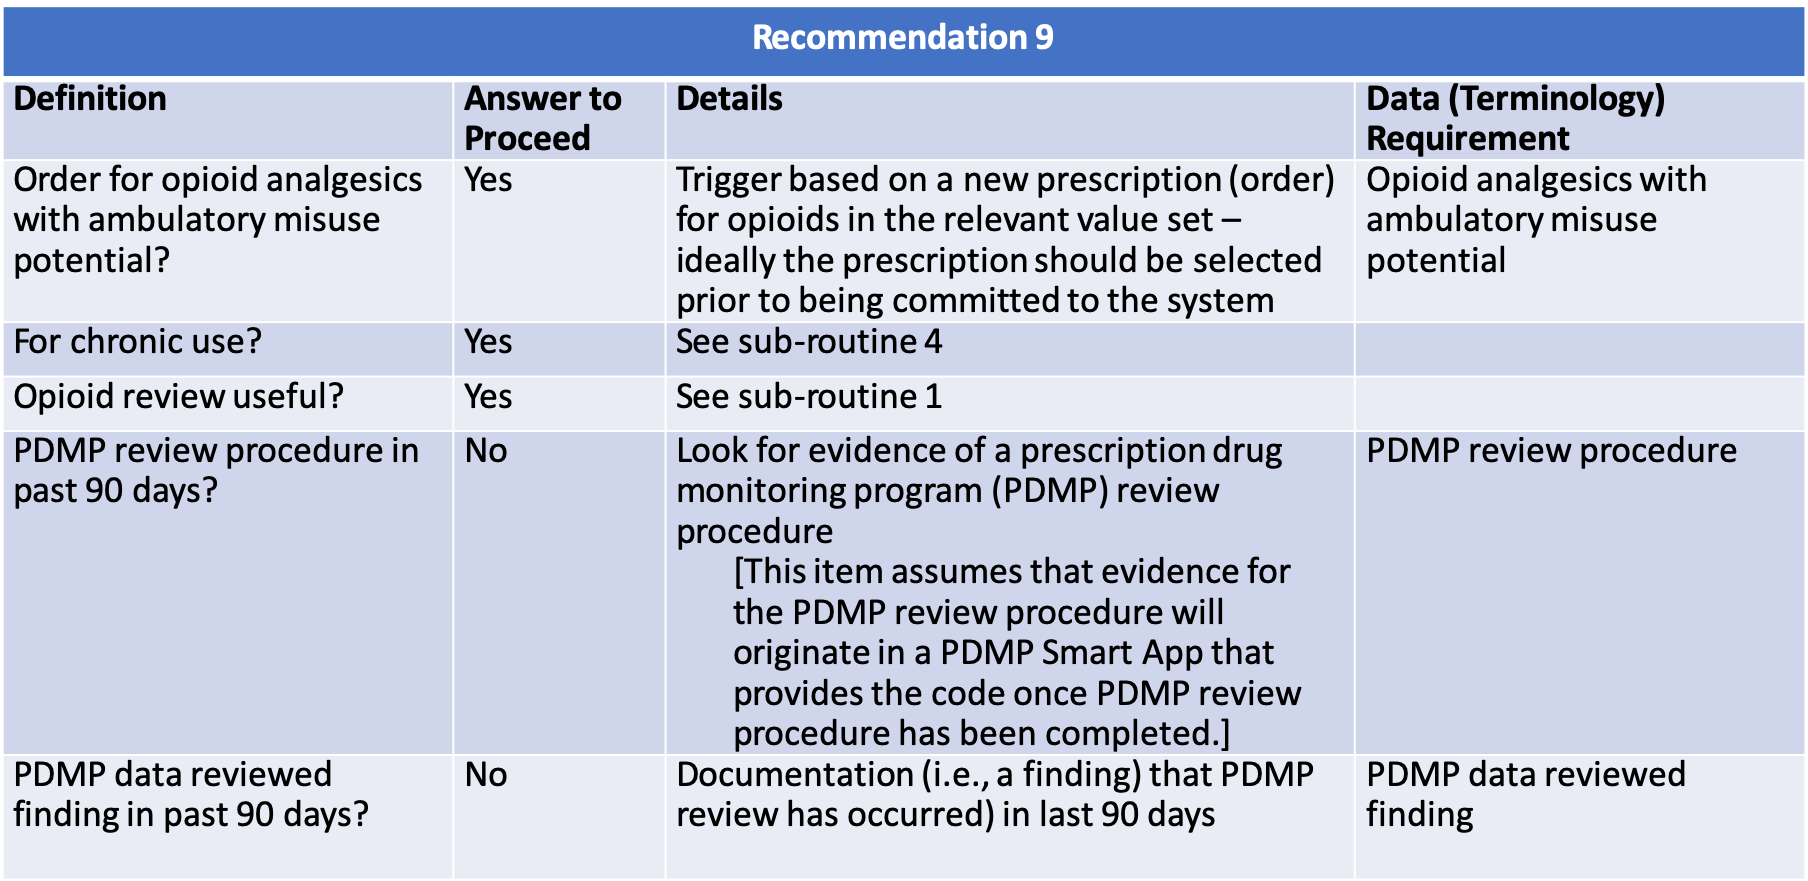 Recommendation 9
Definition
Answer to
Proceed
Details
Data (Terminology)
Requirement
Order for opioid analgesics
with ambulatory misuse
potential?
Yes
Trigger based on a new prescription (order)
for opioids in the relevant value set –
ideally the prescription should be selected
prior to being committed to the system
Opioid analgesics with
ambulatory misuse
potential
For chronic use?
Yes
See sub-routine 4
Opioid review useful?
Yes
See sub-routine 1
PDMP review procedure in
past 90 days?
No
Look for evidence of a prescription drug
monitoring program (PDMP) review
procedure
[This item assumes that evidence for
the PDMP review procedure will
originate in a PDMP Smart App that
provides the code once PDMP review
procedure has been completed.]
PDMP review procedure
PDMP data reviewed
finding in past 90 days?
No
Documentation (i.e., a finding) that PDMP
review has occurred) in last 90 days
PDMP data reviewed
finding